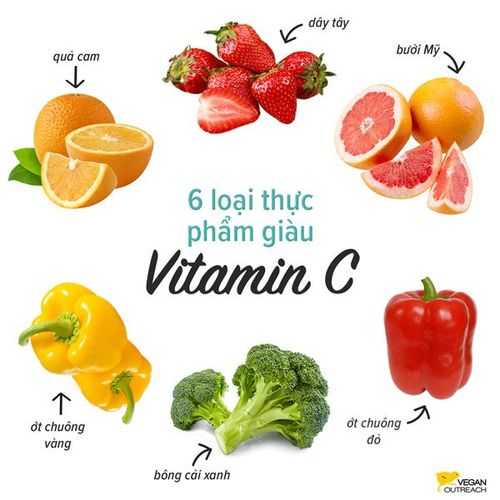 dây tây
quả cam
bưởi Mỹ
6 loại thực
phẩm giàu
Vitamin C
ớt chuông
vàng
bông cải xanh
ớt chuông
đỏ
VEGAN
OUTREACH